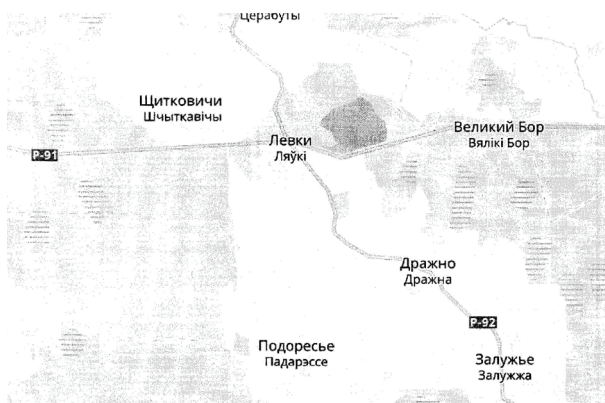 Церабуты
Щитковичи
Шчыткавічы
Великий Бор
Вялікі Бор
Левки
Ляўкі
Р-91
Дражно
Дражна
Р-92
Подоресье
Падарэссе
Залужье
Залужжа